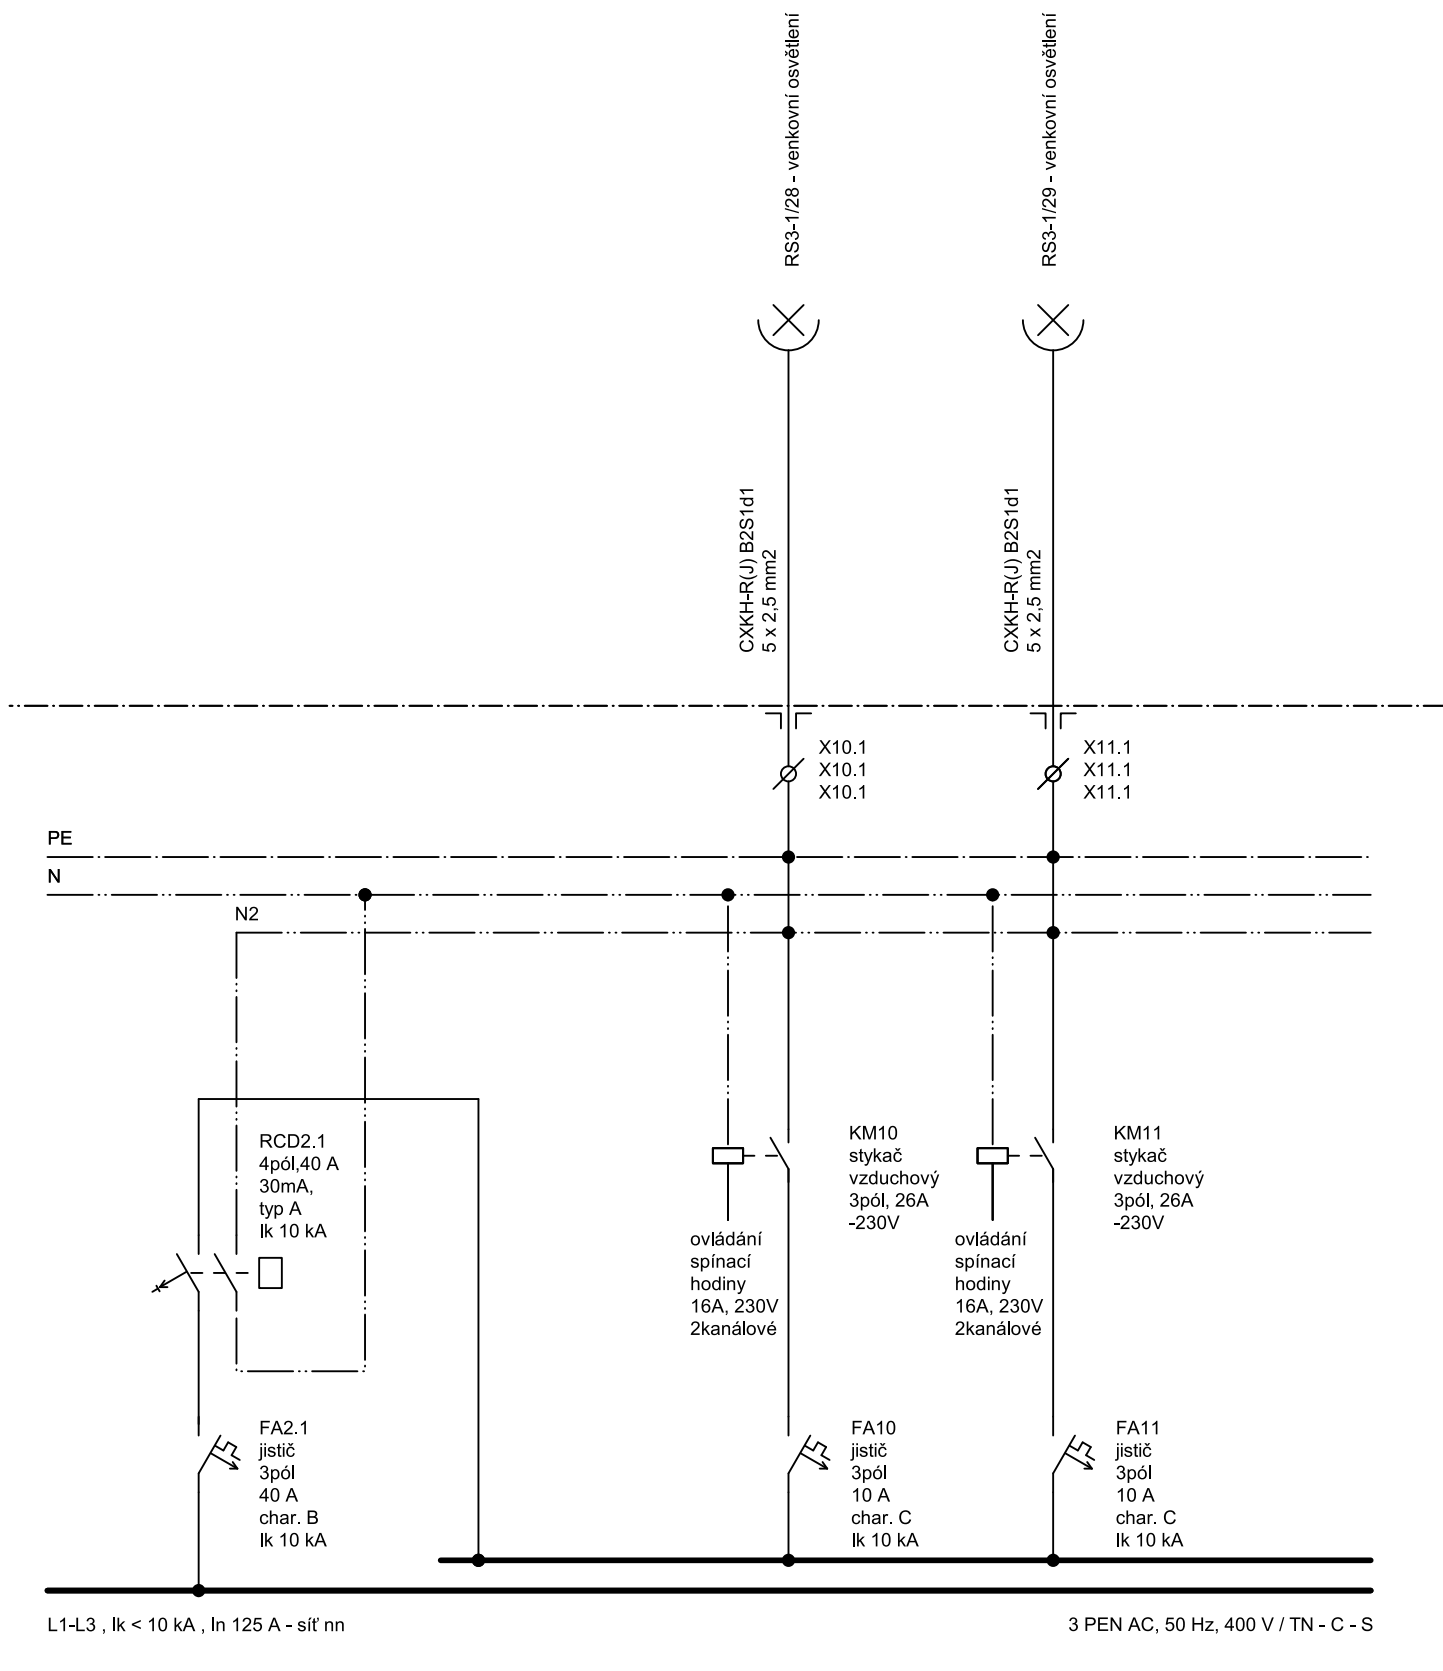 RS3-1/28 - venkovní osvětlení
RS3-1/29 - venkovní osvětlení
CXKH-R(J) B2S1d1
5 x 2,5 mm2
CXKH-R(J) B2S1d1
5 x 2,5 mm2
X10.1
X10.1
X10.1
X11.1
X11.1
X11.1
PE
N
N2
RCD2.1
4pól,40 A
30mA,
typ A
Ik 10 kA
KM10
stykač
vzduchový
3pól, 26A
-230V
KM11
stykač
vzduchový
3pól, 26A
-230V
ovládání
spínací
hodiny
16A, 230V
2kanálové
ovládání
spínací
hodiny
16A, 230V
2kanálové
FA2.1
jistič
3pól
40 A
char. B
Ik 10 kA
FA10
jistič
3pól
10 A
char. C
Ik 10 kA
FA11
jistič
3pól
10 A
char. C
Ik 10 kA
L1-L3 , Ik < 10 kA , In 125 A - síť nn
3 PEN AC, 50 Hz, 400 V / TN - C - S